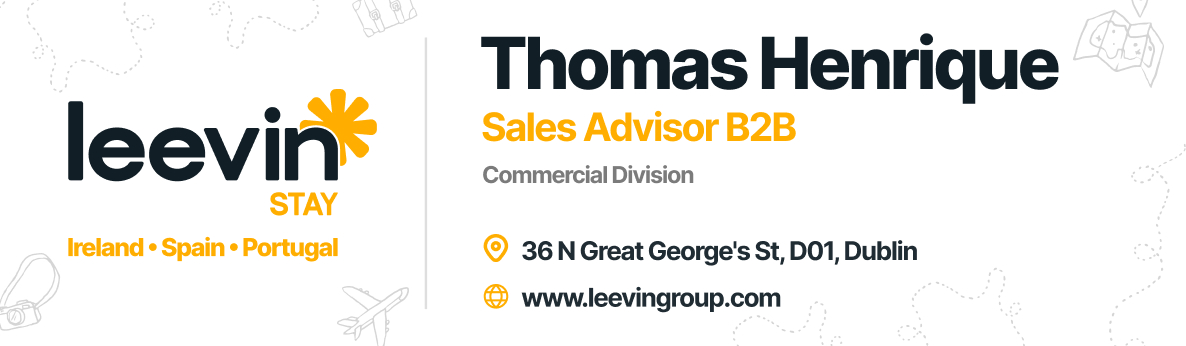 leevin
STAY
Ireland • Spain • Portugal
Thomas Henrique
Sales Advisor B2B
Commercial Division
36 N Great George's St, D01, Dublin
www.leevingroup.com